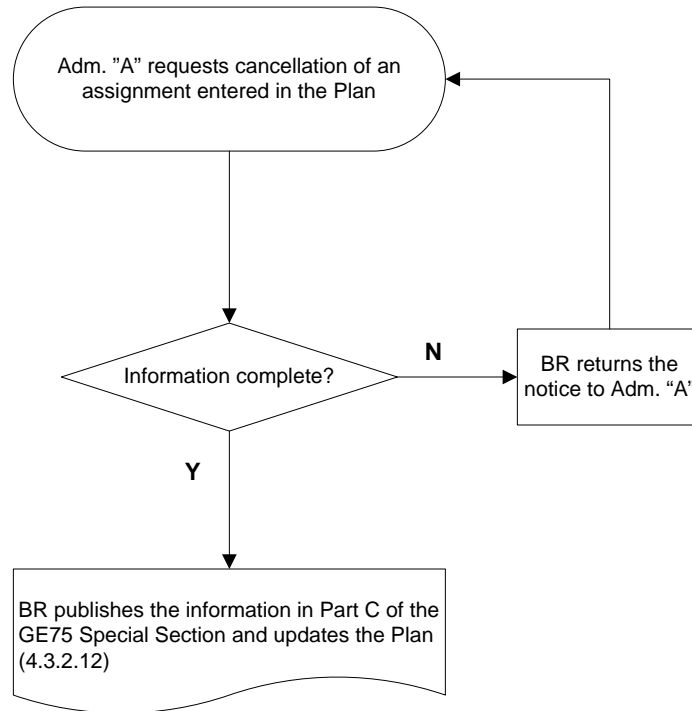 Adm. ”A” requests cancellation of an
assignment entered in the Plan
Information complete?
N
BR returns the
notice to Adm. “A”
Y
BR publishes the information in Part C of the
GE75 Special Section and updates the Plan
(4.3.2.12)